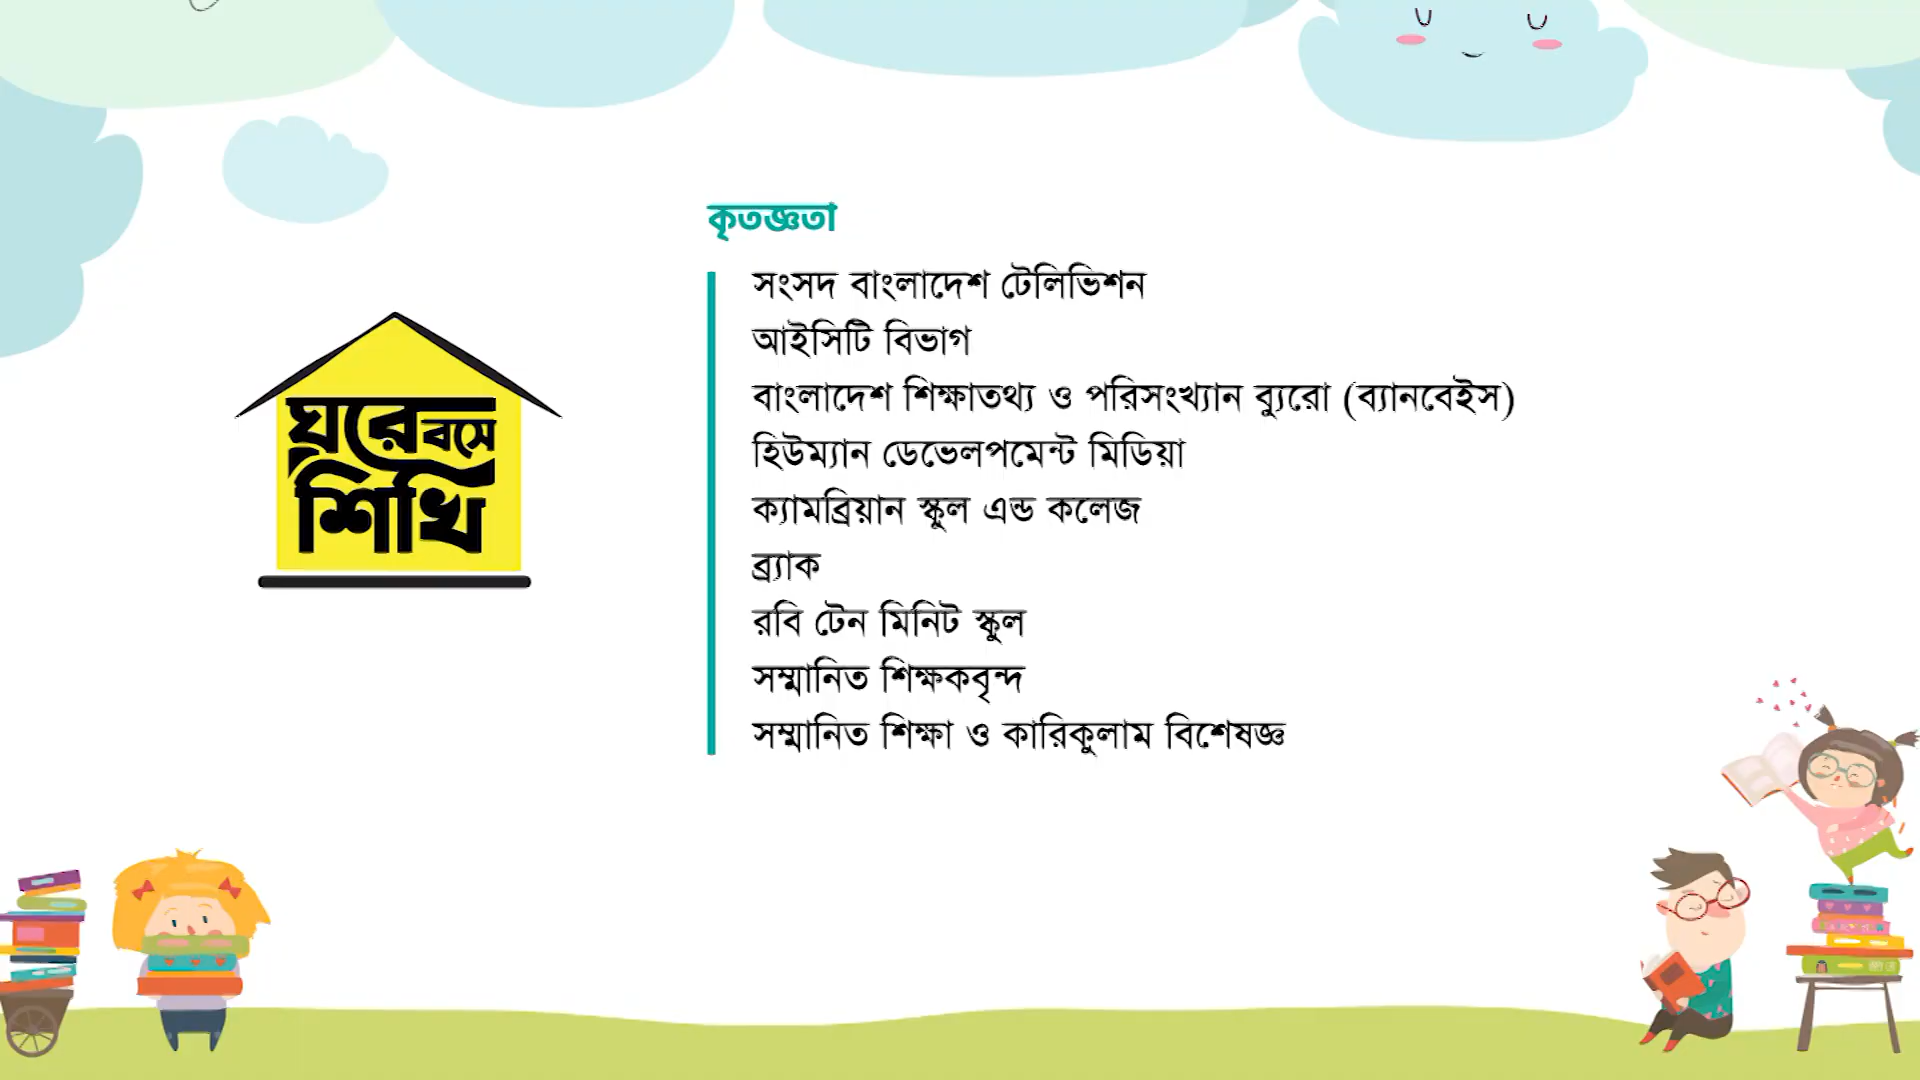 কৃতজ্ঞতা
সংসদ বাংলাদেশ টেলিভিশন
আইসিটি বিভাগ
বাংলাদেশ শিক্ষাতথ্য ও পরিসংখ্যান ব্যুরো (ব্যানবেইস)
হিউম্যান ডেভেলপমেন্ট মিডিয়া
ক্যামব্রিয়ান স্কুল এন্ড কলেজ
ব্র্যাক
রবি টেন মিনিট স্কুল
সম্মানিত শিক্ষকবৃন্দ
সম্মানিত শিক্ষা ও কারিকুলাম বিশেষজ্ঞ
ঘরে বসে
শিখি